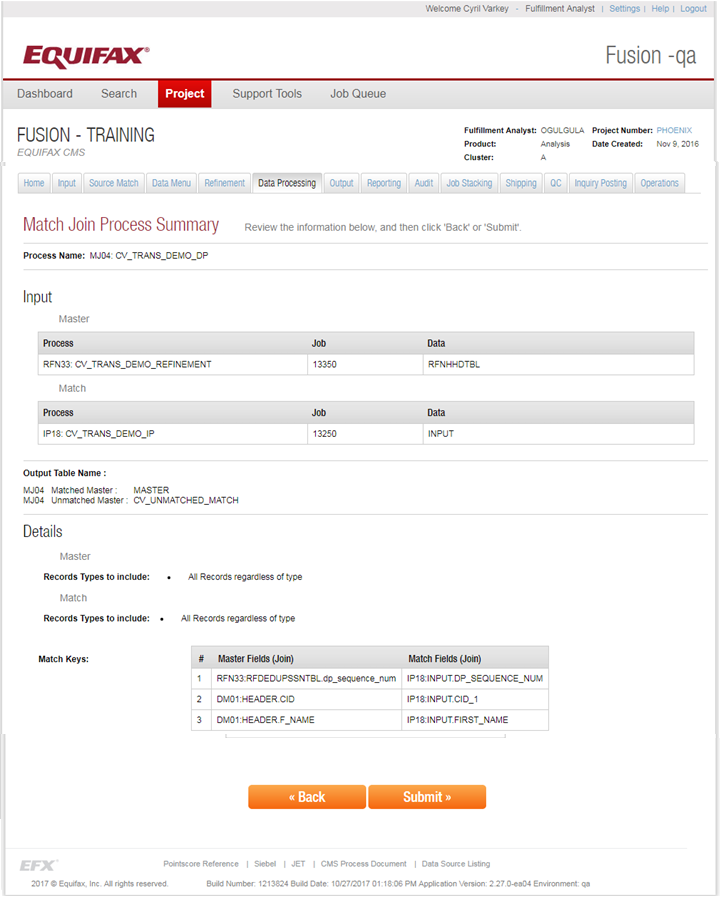 Welcome Cyril Varkey - Fulfillment Analyst | Settings | Help | Logout
EQUIFAX® Fusion -qa
Dashboard Search Project Support Tools Job Queue
FUSION - TRAINING
EQUIFAX CMS
Fulfillment Analyst: OGULGULA Project Number: PHOENIX
Product: Analysis Date Created: Nov 9, 2016
Cluster: A
Home Input Source Match Data Menu Refinement Data Processing Output Reporting Audit Job Stacking Shipping QC Inquiry Posting Operations
Match Join Process Summary Review the information below, and then click 'Back' or 'Submit'.
Process Name: MJ04: CV_TRANS_DEMO_DP
Input
Master
Process Job Data
RFN33: CV_TRANS_DEMO_REFINEMENT 13350 RFNHHDTBL
Match
Process Job Data
IP18: CV_TRANS_DEMO_IP 13250 INPUT
Output Table Name :
MJ04 Matched Master : MASTER
MJ04 Unmatched Master : CV_UNMATCHED_MATCH
Details
Master
Records Types to include: • All Records regardless of type
Match
Records Types to include: • All Records regardless of type
Match Keys:
# Master Fields (Join) Match Fields (Join)
1 RFN33:RFDEDUPSSNTBL.dp_sequence_num IP18:INPUT.DP_SEQUENCE_NUM
2 DM01:HEADER.CID IP18:INPUT.CID_1
3 DM01:HEADER.F_NAME IP18:INPUT.FIRST_NAME
« Back Submit »
EFX Pointscore Reference | Siebel | JET | CMS Process Document | Data Source Listing
2017 © Equifax, Inc. All rights reserved. Build Number: 1213824 Build Date: 10/27/2017 01:18:06 PM Application Version: 2.27.0-ea04 Environment: qa